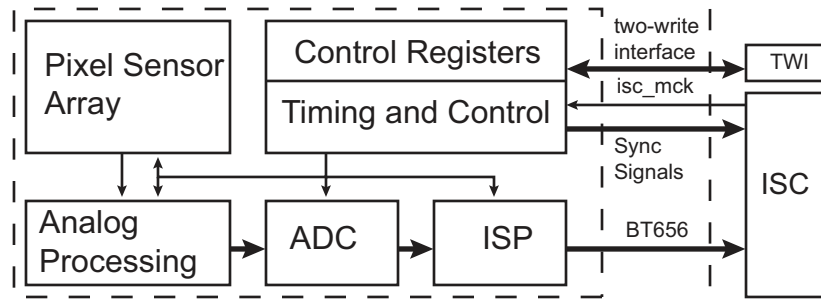 Pixel Sensor
Array
Control Registers
Timing and Control
two-write
interface
TWI
isc_mck
Sync
Signals
ISC
Analog
Processing
ADC
ISP
BT656